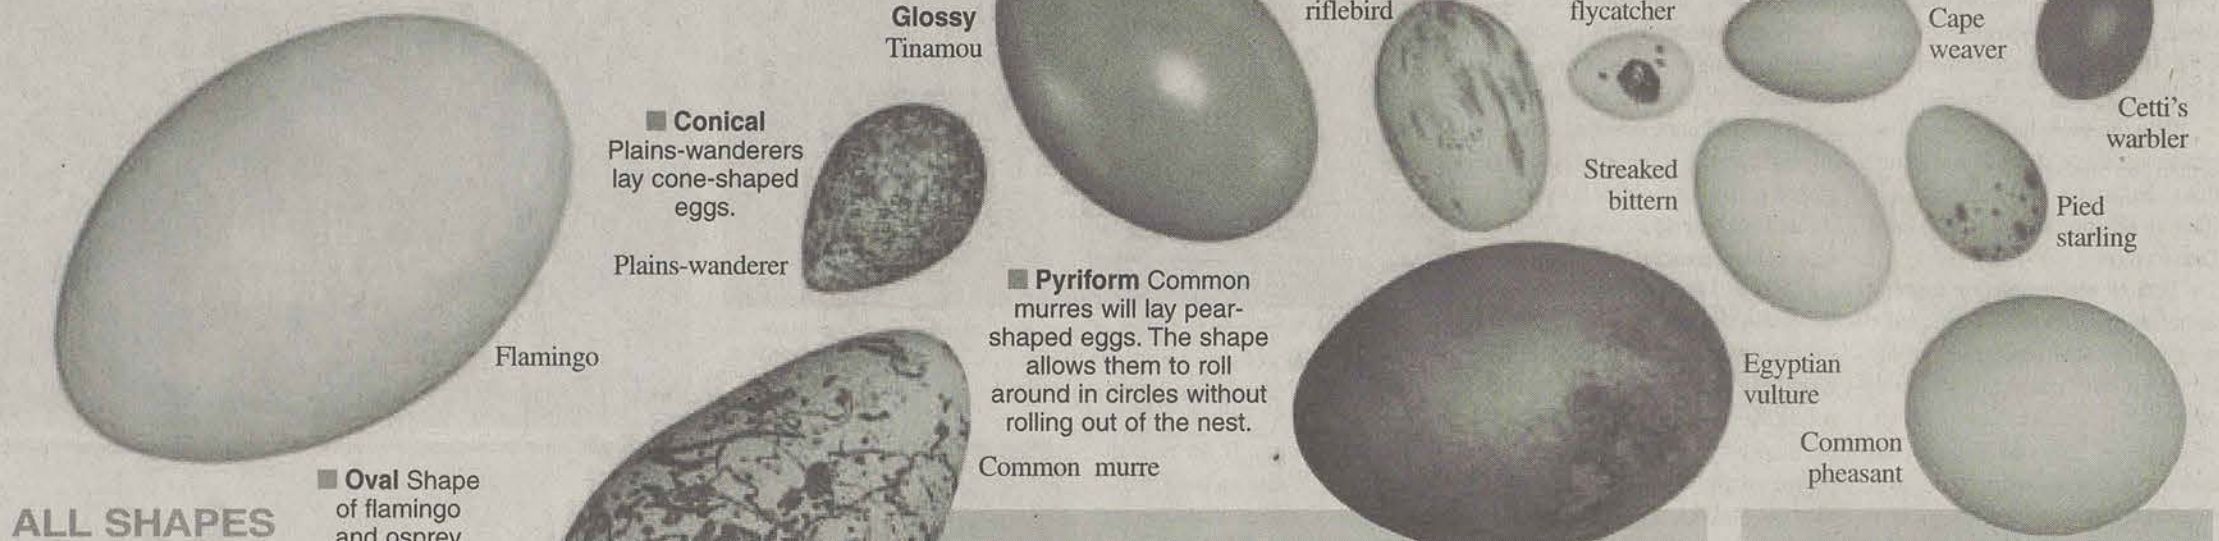 Glossy
Tinamou
riflebird
flycatcher
Cape
weaver
Cetti's
warbler
■ Conical
Plains-wanderers
lay cone-shaped
eggs.
Plains-wanderer
Streaked
bittern
Pied
starling
■ Pyriform Common
murres will lay pear-
shaped eggs. The shape
allows them to roll
around in circles without
rolling out of the nest.
Common murre
Flamingo
Egyptian
vulture
Common
pheasant
■ Oval Shape
of flamingo
and osprey
ALL SHAPES